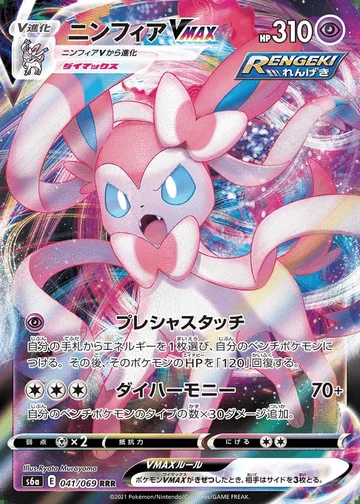 V進化
ニンフィアVMAX
HP310
ニンフィアVから進化
ダイマックス
RENGEKI
れんげき
プレシャスタッチ
自分の手札からエネルギーを1枚選び、自分のベンチポケモンに
つける。その後、そのポケモンのHPを「120」回復する。
ダイハーモニー 70+
自分のベンチポケモンのタイプの数×30ダメージ追加。
弱点 ×2 抵抗力 にげる
Illus.Ryota Murayama
VMAXルール
S6a E 041/069 RRR
ポケモンVMAXがきぜつしたとき、相手はサイドを3枚とる。
©2021 Pokémon/Nintendo/Creatures/GAME FREAK.